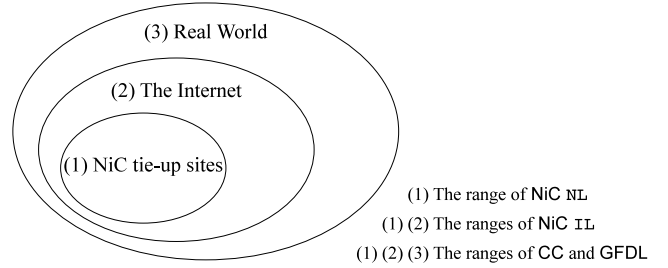 (3) Real World
(2) The Internet
(1) NiC tie-up sites
(1) The range of NiC NL
(1) (2) The ranges of NiC IL
(1) (2) (3) The ranges of CC and GFDL